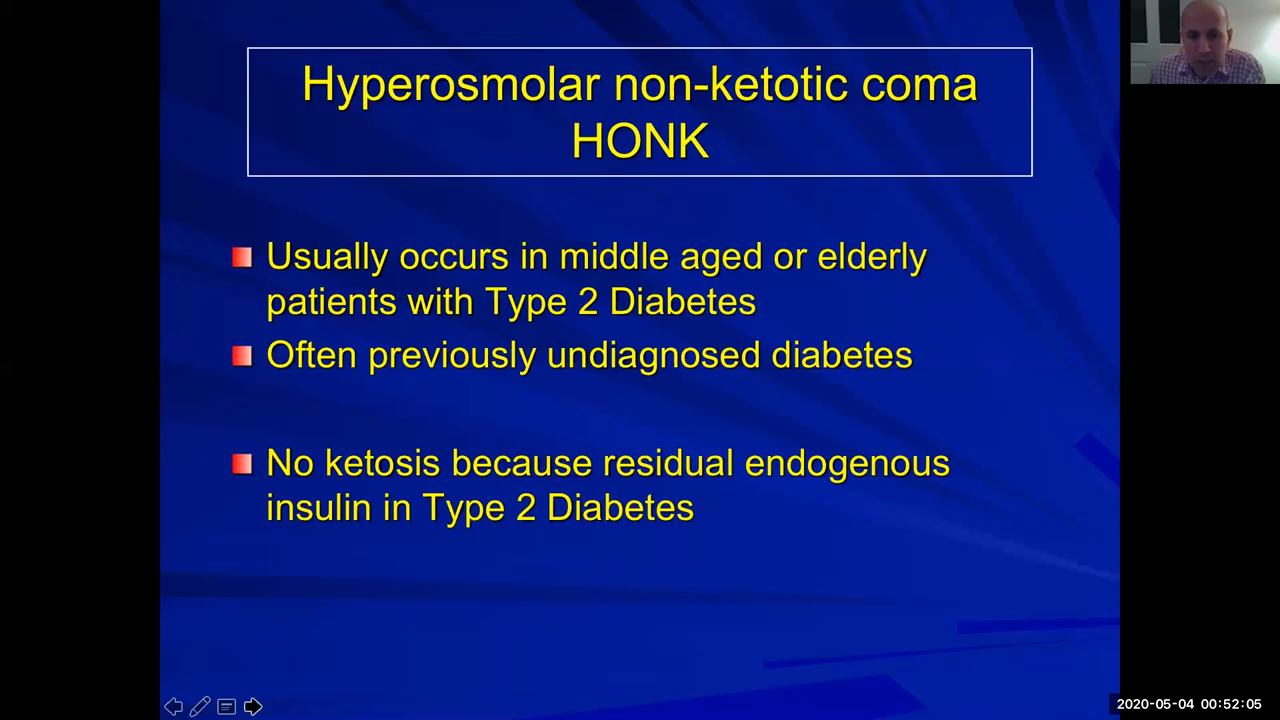 Hyperosmolar non-ketotic coma
HONK
Usually occurs in middle aged or elderly
patients with Type 2 Diabetes
Often previously undiagnosed diabetes
No ketosis because residual endogenous
insulin in Type 2 Diabetes
2020-05-04 00:52:05